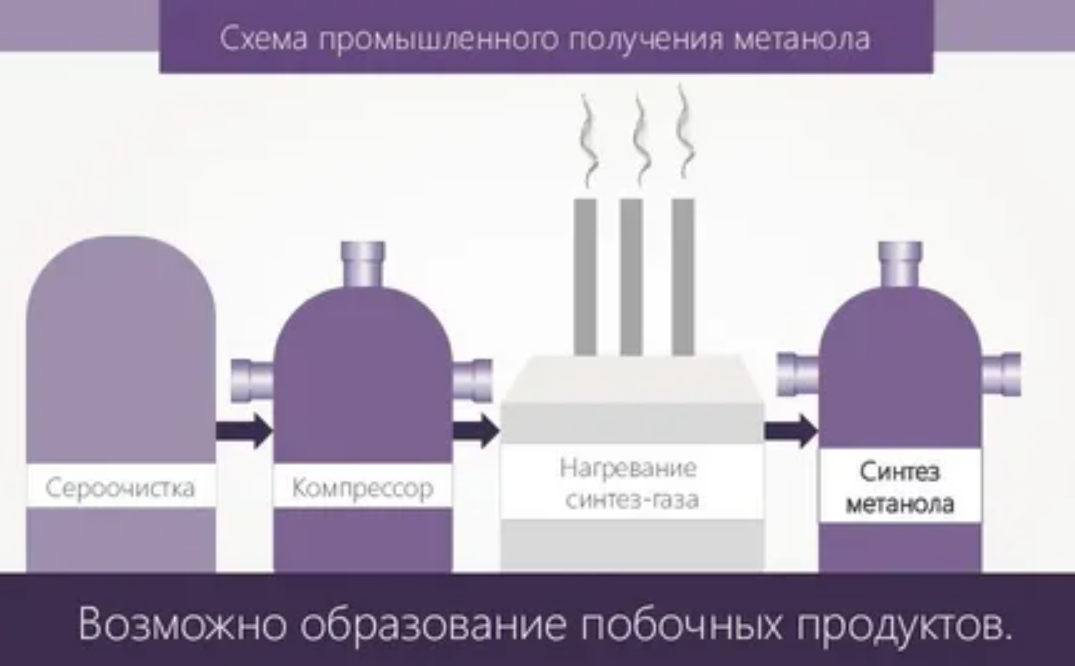 Схема промышленного получения метанола
Сероочистка
Компрессор
Нагревание
синтез-газа
Синтез
метанола
Возможно образование побочных продуктов.